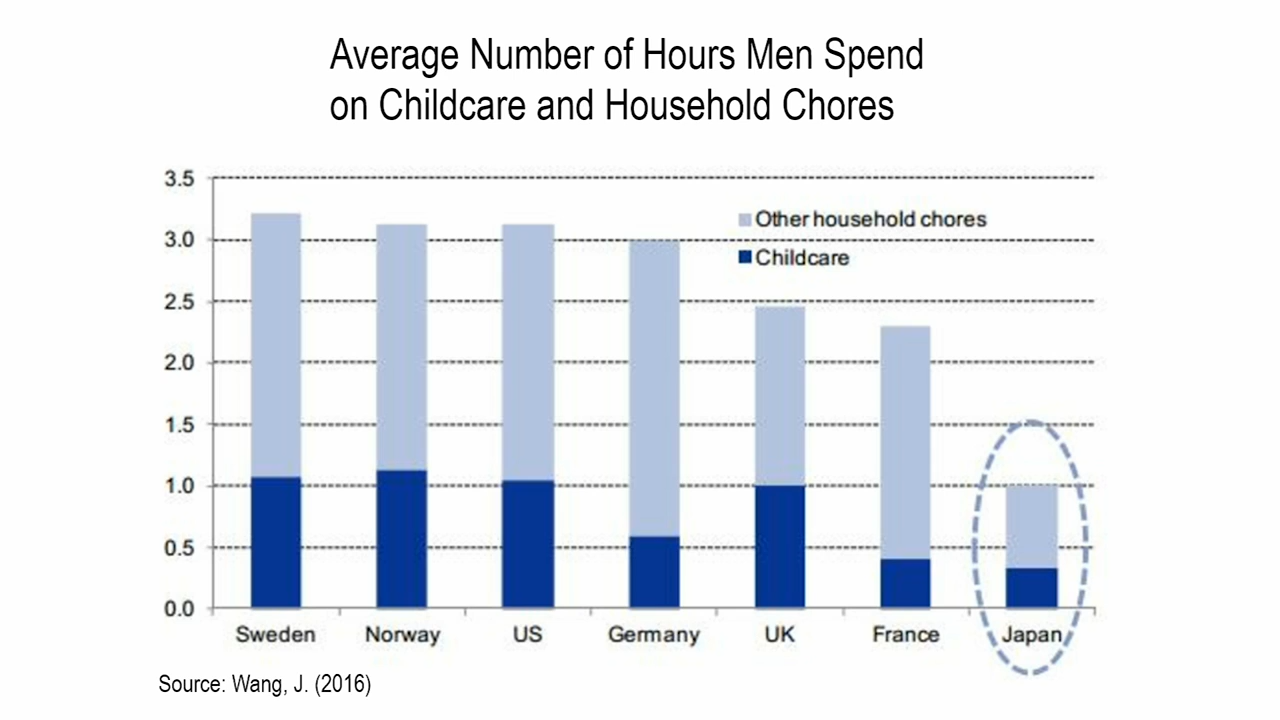 Average Number of Hours Men Spend
on Childcare and Household Chores
3.5
3.0
2.5
2.0
1.5
1.0
0.5
0.0
Other household chores
Childcare
Sweden Norway US Germany UK France Japan
Source: Wang, J. (2016)